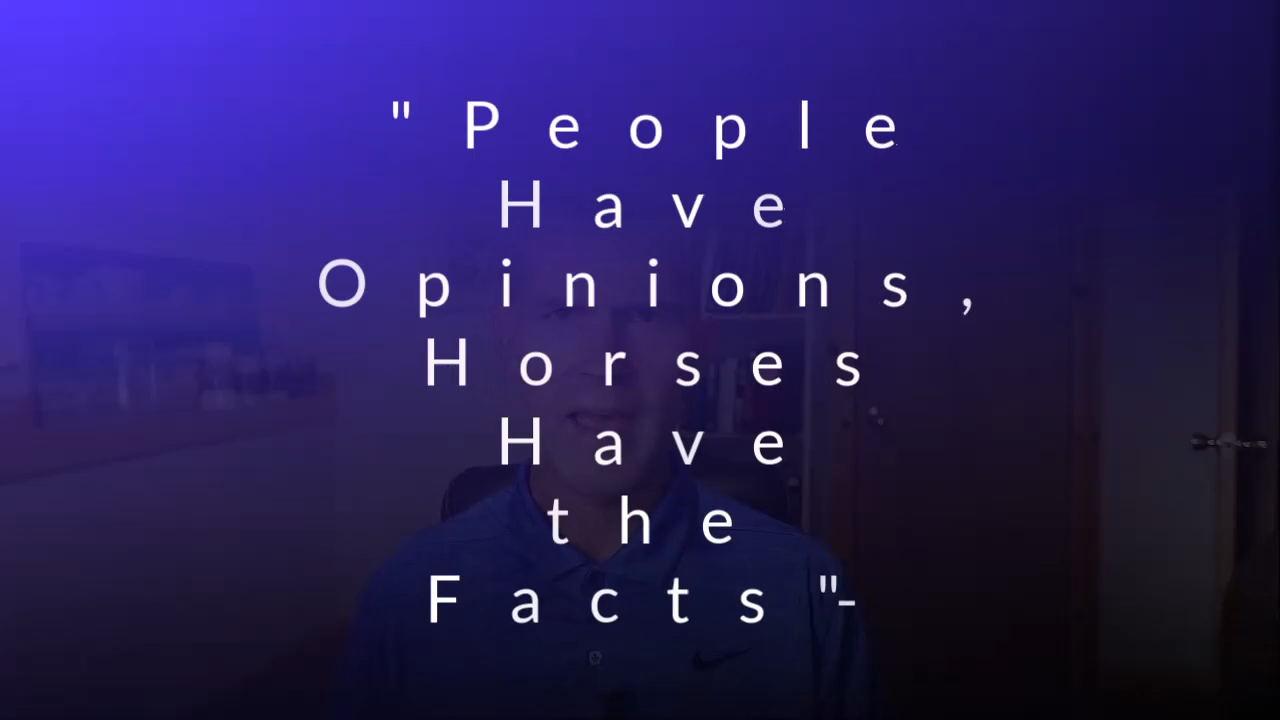 "People
Have
Opinions,
Horses
Have
the
Facts"-